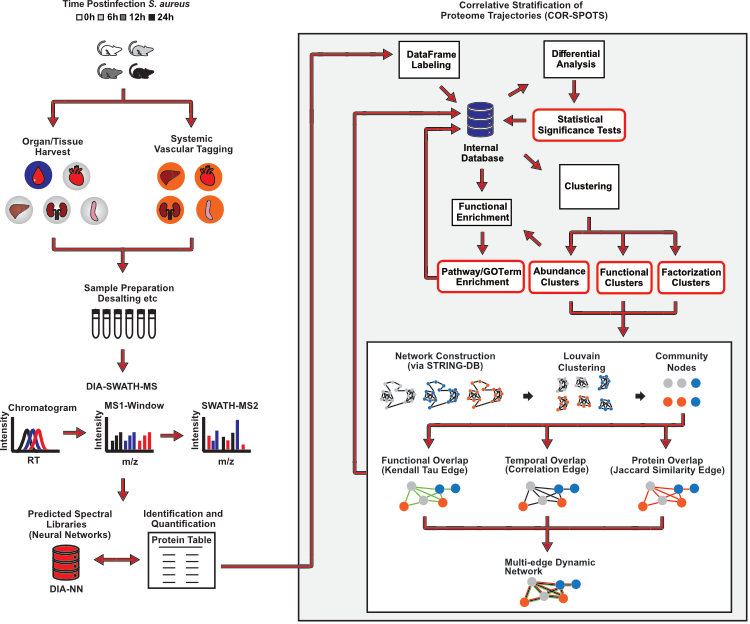 Time Postinfection S. aureus
0h 6h 12h 24h
Organ/Tissue
Harvest
Systemic
Vascular Tagging
Sample Preparation
Desalting etc
DIA-SWATH-MS
Chromatogram
Intensity
RT
MS1-Window
Intensity
m/z
SWATH-MS2
Intensity
m/z
Predicted Spectral
Libraries
(Neural Networks)
DIA-NN
Identification and
Quantification
Protein Table
Correlative Stratification of
Proteome Trajectories (COR-SPOTS)
DataFrame
Labeling
Differential
Analysis
Statistical
Significance Tests
Internal
Database
Clustering
Functional
Enrichment
Pathway/GOTerm
Enrichment
Abundance
Clusters
Functional
Clusters
Factorization
Clusters
Network Construction
(via STRING-DB)
Louvain
Clustering
Community
Nodes
Functional Overlap
(Kendall Tau Edge)
Temporal Overlap
(Correlation Edge)
Protein Overlap
(Jaccard Similarity Edge)
Multi-edge Dynamic
Network